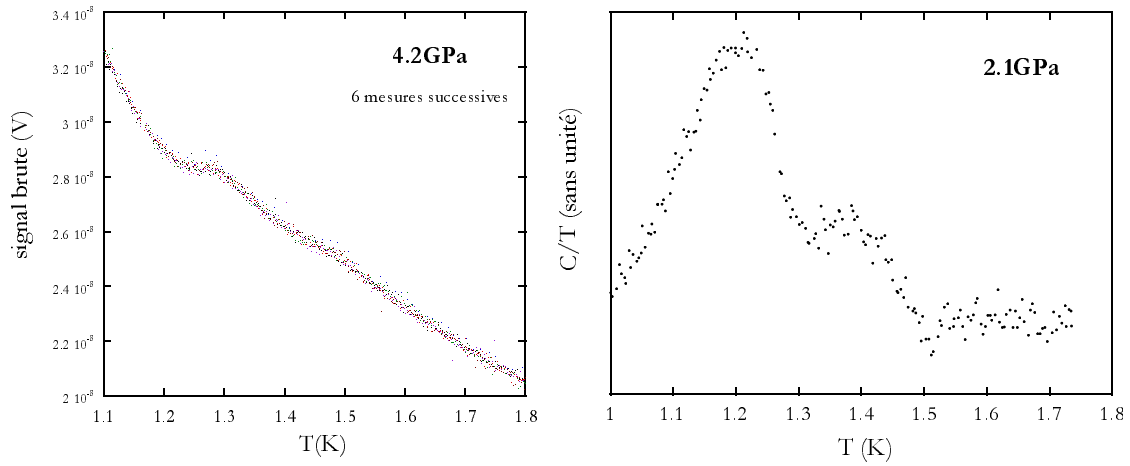 3.4 10-8
3.2 10-8
3 10-8
2.8 10-8
2.6 10-8
2.4 10-8
2.2 10-8
2 10-8
signal brute (V)
4.2GPa
6 mesures successives
1.1 1.2 1.3 1.4 1.5 1.6 1.7 1.8
T(K)
C/T (sans unité)
2.1GPa
1 1.1 1.2 1.3 1.4 1.5 1.6 1.7 1.8
T (K)